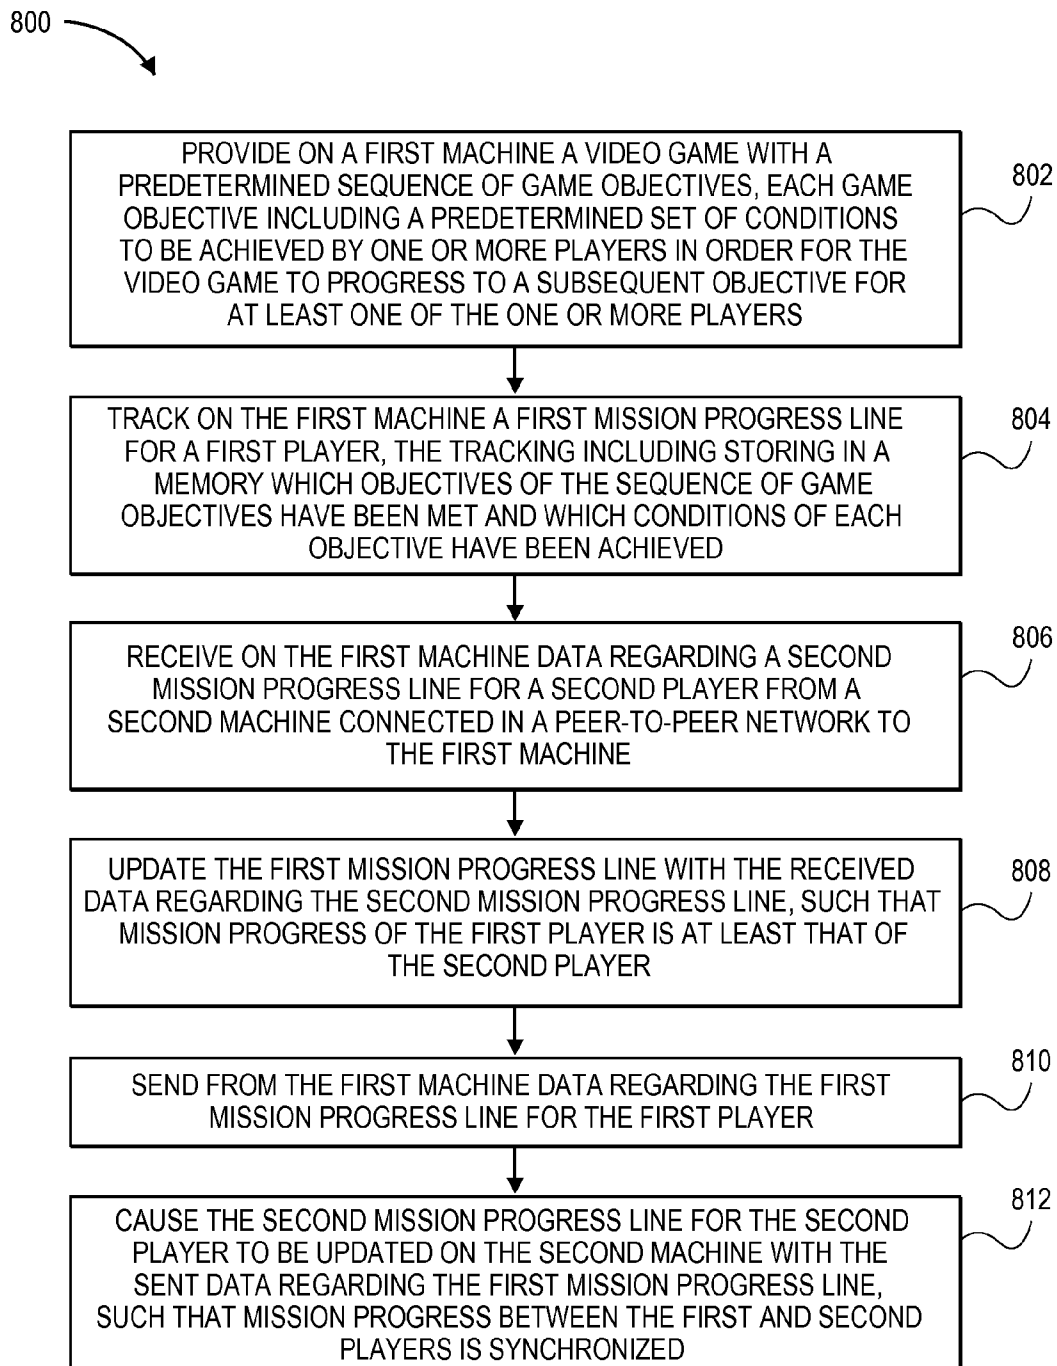 800
PROVIDE ON A FIRST MACHINE A VIDEO GAME WITH A
PREDETERMINED SEQUENCE OF GAME OBJECTIVES, EACH GAME
OBJECTIVE INCLUDING A PREDETERMINED SET OF CONDITIONS
TO BE ACHIEVED BY ONE OR MORE PLAYERS IN ORDER FOR THE
VIDEO GAME TO PROGRESS TO A SUBSEQUENT OBJECTIVE FOR
AT LEAST ONE OF THE ONE OR MORE PLAYERS
802
TRACK ON THE FIRST MACHINE A FIRST MISSION PROGRESS LINE
FOR A FIRST PLAYER, THE TRACKING INCLUDING STORING IN A
MEMORY WHICH OBJECTIVES OF THE SEQUENCE OF GAME
OBJECTIVES HAVE BEEN MET AND WHICH CONDITIONS OF EACH
OBJECTIVE HAVE BEEN ACHIEVED
804
RECEIVE ON THE FIRST MACHINE DATA REGARDING A SECOND
MISSION PROGRESS LINE FOR A SECOND PLAYER FROM A
SECOND MACHINE CONNECTED IN A PEER-TO-PEER NETWORK TO
THE FIRST MACHINE
806
UPDATE THE FIRST MISSION PROGRESS LINE WITH THE RECEIVED
DATA REGARDING THE SECOND MISSION PROGRESS LINE, SUCH THAT
MISSION PROGRESS OF THE FIRST PLAYER IS AT LEAST THAT OF
THE SECOND PLAYER
808
SEND FROM THE FIRST MACHINE DATA REGARDING THE FIRST
MISSION PROGRESS LINE FOR THE FIRST PLAYER
810
CAUSE THE SECOND MISSION PROGRESS LINE FOR THE SECOND
PLAYER TO BE UPDATED ON THE SECOND MACHINE WITH THE
SENT DATA REGARDING THE FIRST MISSION PROGRESS LINE,
SUCH THAT MISSION PROGRESS BETWEEN THE FIRST AND SECOND
PLAYERS IS SYNCHRONIZED
812